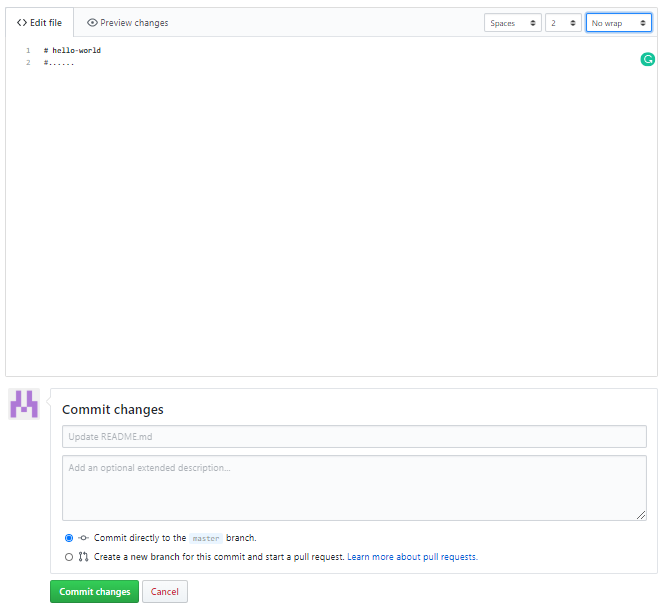 Edit file Preview changes Spaces 2 No wrap
1 # hello-world
2 #......
Commit changes
Update README.md
Add an optional extended description...
Commit directly to the master branch.
Create a new branch for this commit and start a pull request. Learn more about pull requests.
Commit changes Cancel